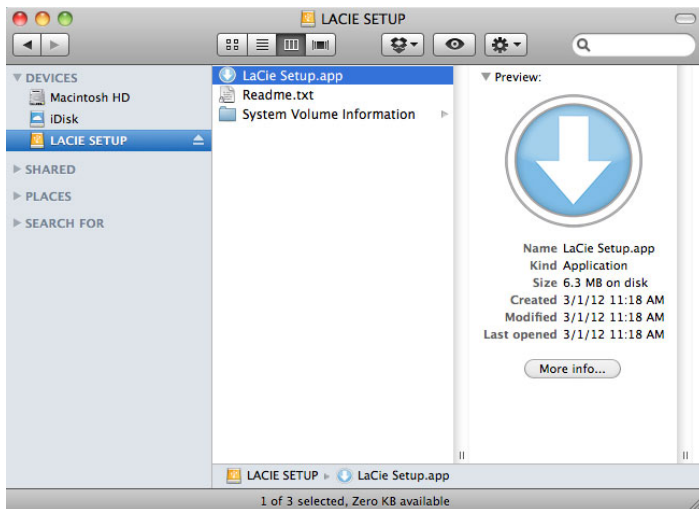 LACIE SETUP
DEVICES
Macintosh HD
iDisk
LACIE SETUP
SHARED
PLACES
SEARCH FOR
LaCie Setup.app
Readme.txt
System Volume Information
Preview:
Name LaCie Setup.app
Kind Application
Size 6.3 MB on disk
Created 3/1/12 11:18 AM
Modified 3/1/12 11:18 AM
Last opened 3/1/12 11:18 AM
More info...
LACIE SETUP ▸ LaCie Setup.app
1 of 3 selected, Zero KB available